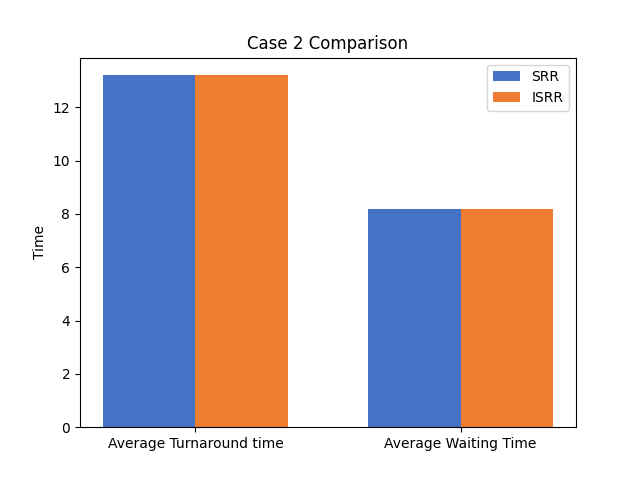 Case 2 Comparison
SRR
ISRR
12
10
8
6
4
2
0
Time
Average Turnaround time
Average Waiting Time